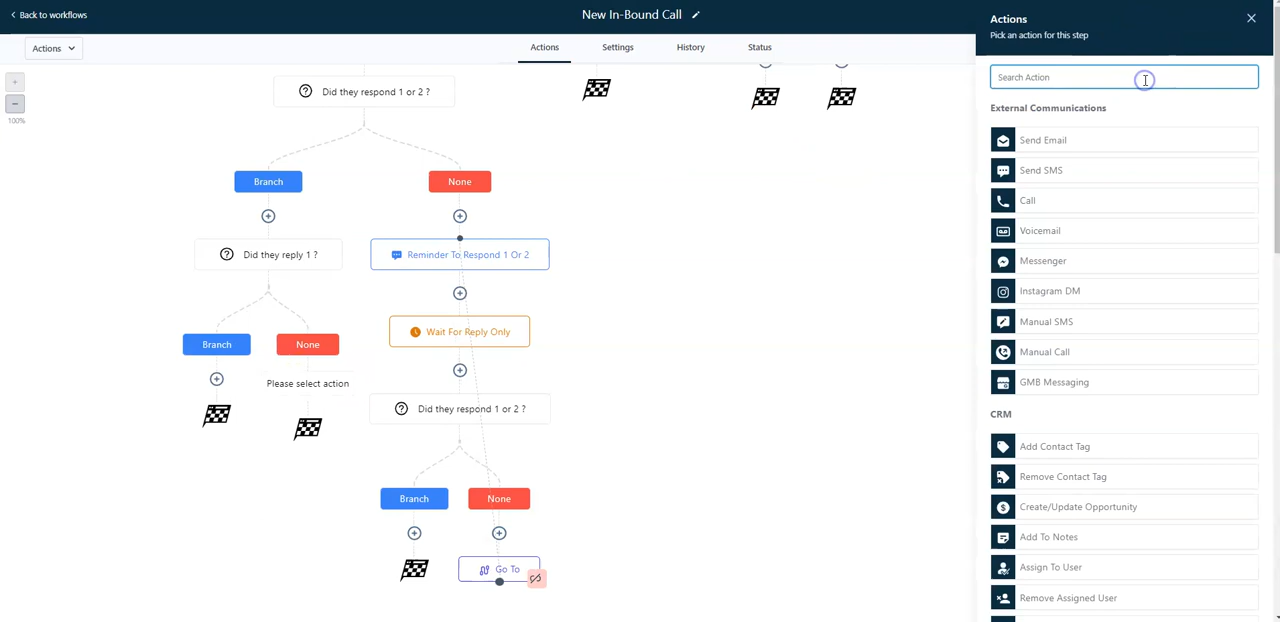 Back to workflows
New In-Bound Call
Actions
Actions
Settings
History
Status
100%
Did they respond 1 or 2 ?
Branch
None
Did they reply 1 ?
Reminder To Respond 1 Or 2
Wait For Reply Only
Branch
None
Please select action
Did they respond 1 or 2 ?
Branch
None
Go To
Actions
Pick an action for this step
Search Action
External Communications
Send Email
Send SMS
Call
Voicemail
Messenger
Instagram DM
Manual SMS
Manual Call
GMB Messaging
CRM
Add Contact Tag
Remove Contact Tag
Create/Update Opportunity
Add To Notes
Assign To User
Remove Assigned User